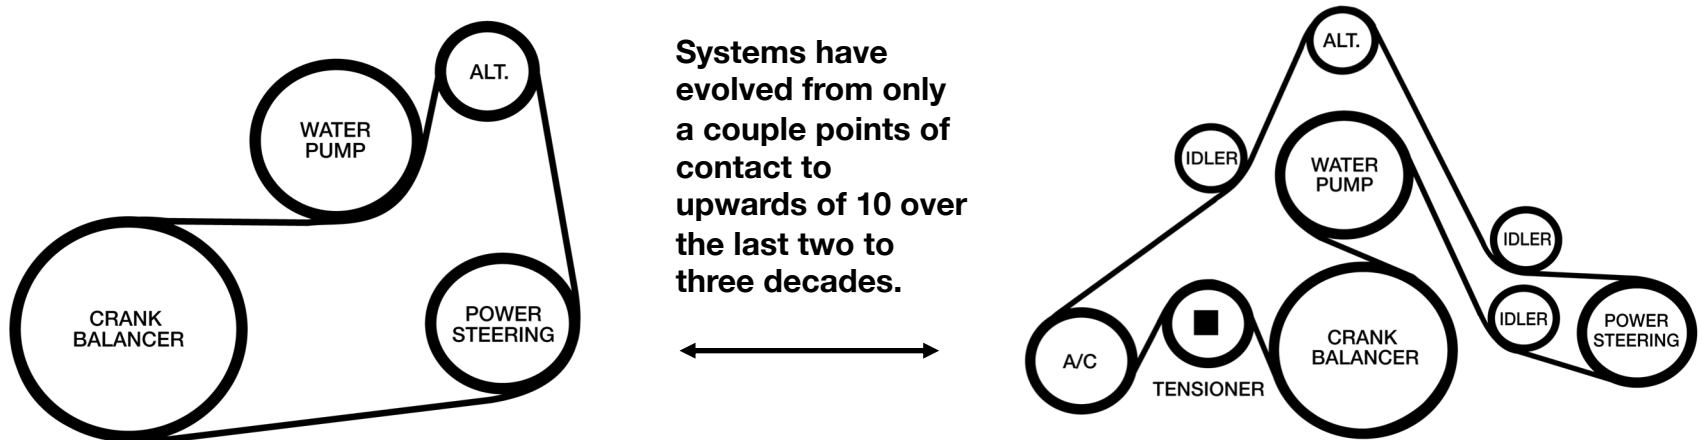 ALT.
WATER
PUMP
CRANK
BALANCER
POWER
STEERING
Systems have
evolved from only
a couple points of
contact to
upwards of 10 over
the last two to
three decades.
ALT.
IDLER
WATER
PUMP
IDLER
IDLER
POWER
STEERING
A/C
TENSIONER
CRANK
BALANCER